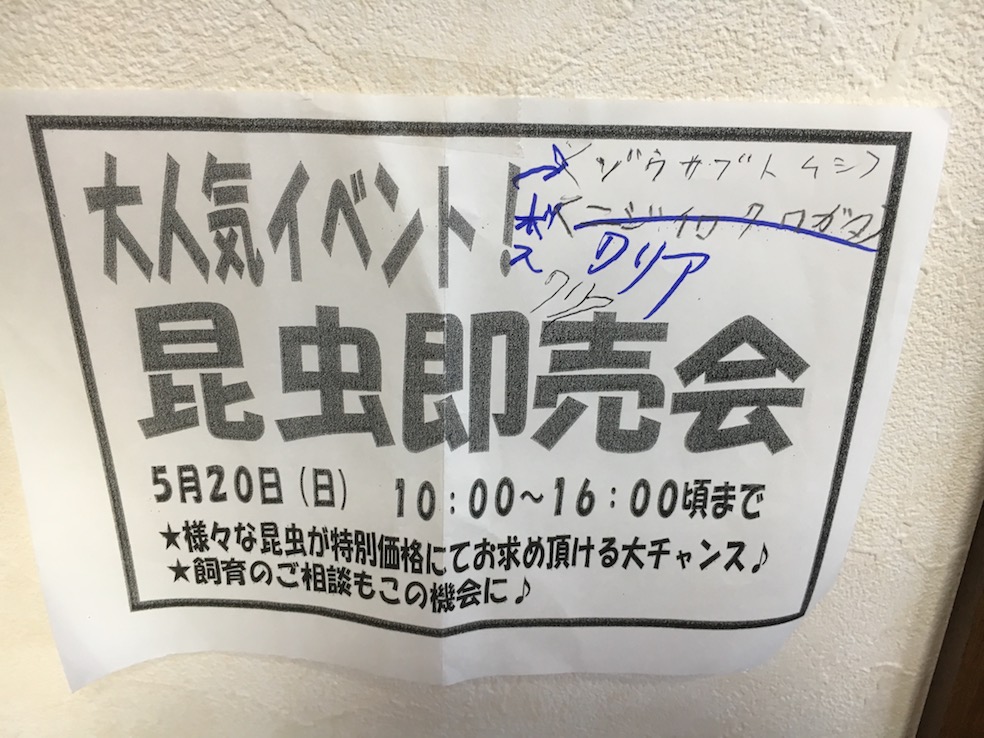 大人気イベント!
ゾウカブトムシ
ニジイロクワガタ
ボス クリア
クリア
昆虫即売会
5月20日(日) 10:00~16:00頃まで
★様々な昆虫が特別価格にてお求め頂ける大チャンス♪
★飼育のご相談もこの機会に♪